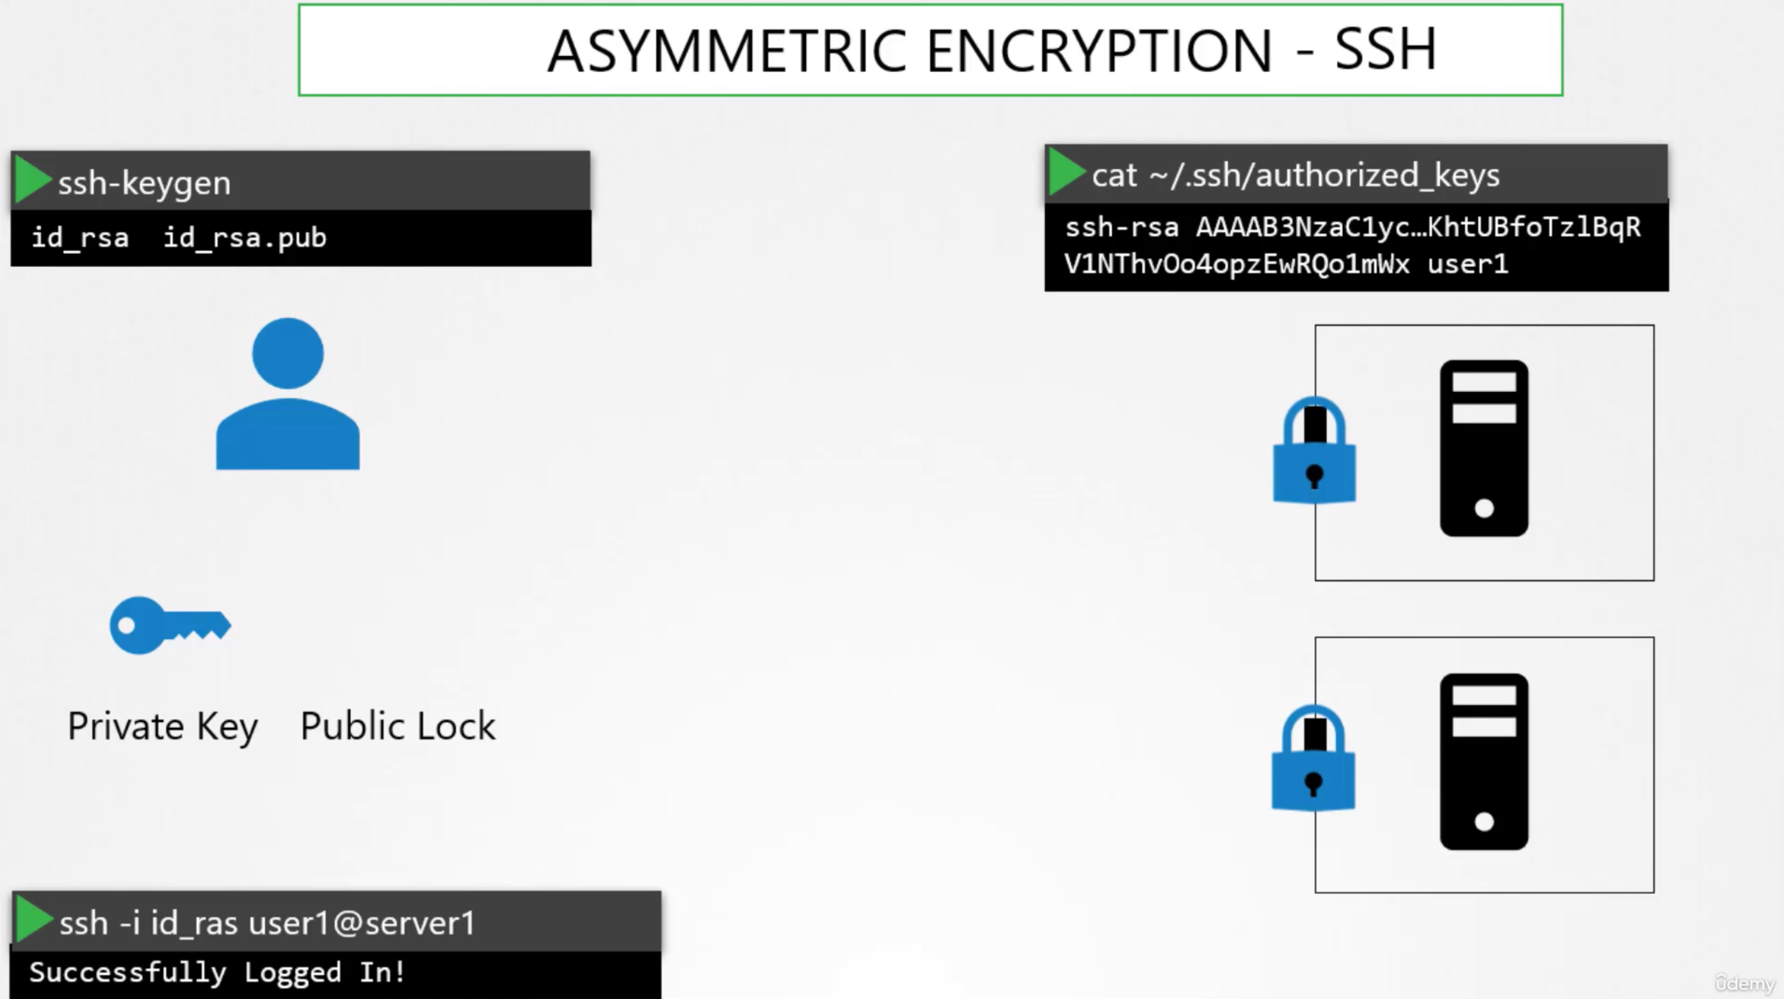 ASYMMETRIC ENCRYPTION - SSH
ssh-keygen
id_rsa id_rsa.pub
cat ~/.ssh/authorized_keys
ssh-rsa AAAAB3NzaC1yc…KhtUBfoTzlBqR
V1NThvOo4opzEwRQo1mWx user1
Private Key Public Lock
ssh -i id_ras user1@server1
Successfully Logged In!
ûdemy